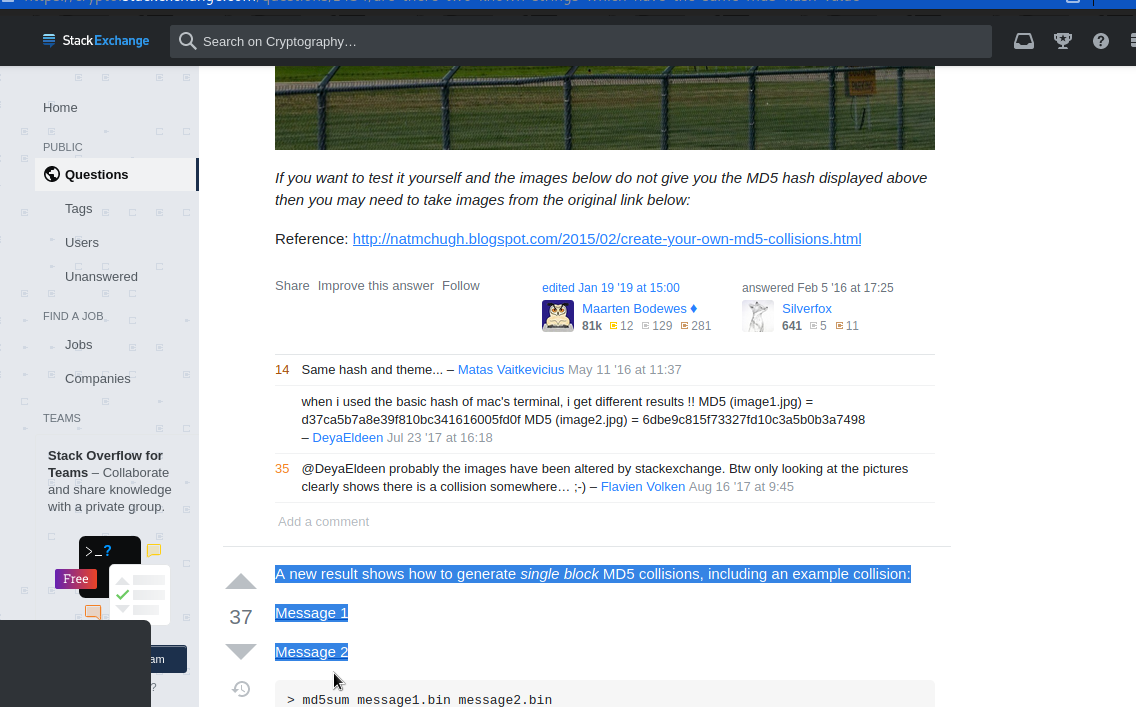 StackExchange
Search on Cryptography…
Home
PUBLIC
Questions
Tags
Users
Unanswered
FIND A JOB
Jobs
Companies
TEAMS
Stack Overflow for
Teams – Collaborate
and share knowledge
with a private group.
>_?
Free
am
?
If you want to test it yourself and the images below do not give you the MD5 hash displayed above
then you may need to take images from the original link below:
Reference: http://natmchugh.blogspot.com/2015/02/create-your-own-md5-collisions.html
Share Improve this answer Follow
edited Jan 19 '19 at 15:00
Maarten Bodewes ♦
81k 12 129 281
answered Feb 5 '16 at 17:25
Silverfox
641 5 11
14 Same hash and theme... – Matas Vaitkevicius May 11 '16 at 11:37
when i used the basic hash of mac's terminal, i get different results !! MD5 (image1.jpg) =
d37ca5b7a8e39f810bc341616005fd0f MD5 (image2.jpg) = 6dbe9c815f73327fd10c3a5b0b3a7498
– DeyaEldeen Jul 23 '17 at 16:18
35 @DeyaEldeen probably the images have been altered by stackexchange. Btw only looking at the pictures
clearly shows there is a collision somewhere… ;-) – Flavien Volken Aug 16 '17 at 9:45
Add a comment
37
A new result shows how to generate single block MD5 collisions, including an example collision:
Message 1
Message 2
> md5sum message1.bin message2.bin